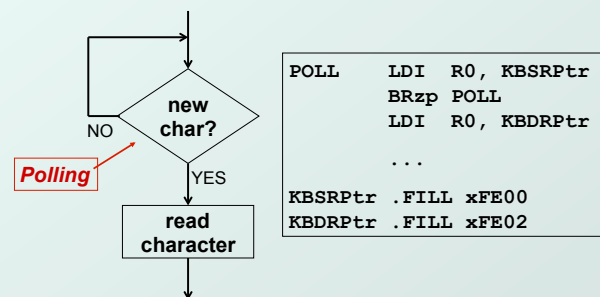 new
char?
NO
Polling
YES
read
character
POLL LDI R0, KBSRPtr
BRzp POLL
LDI R0, KBDRPtr
...
KBSRPtr .FILL xFE00
KBDRPtr .FILL xFE02